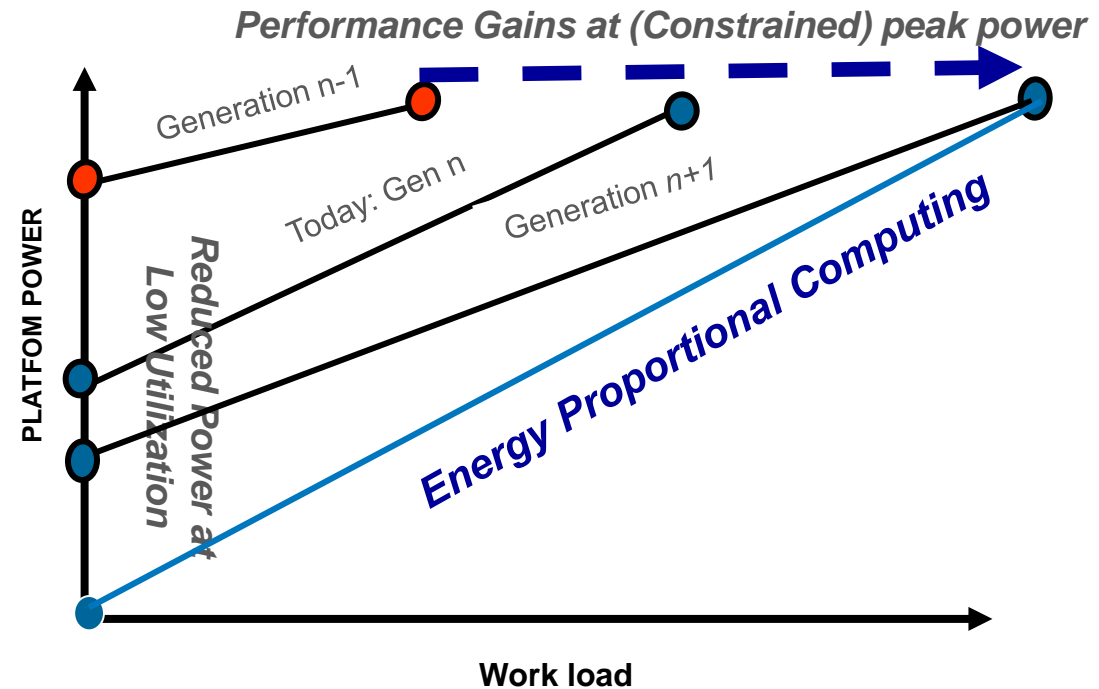 Performance Gains at (Constrained) peak power
Generation n-1
Today: Gen n
Generation n+1
Reduced Power at
Low Utilization
PLATFOM POWER
Energy Proportional Computing
Work load